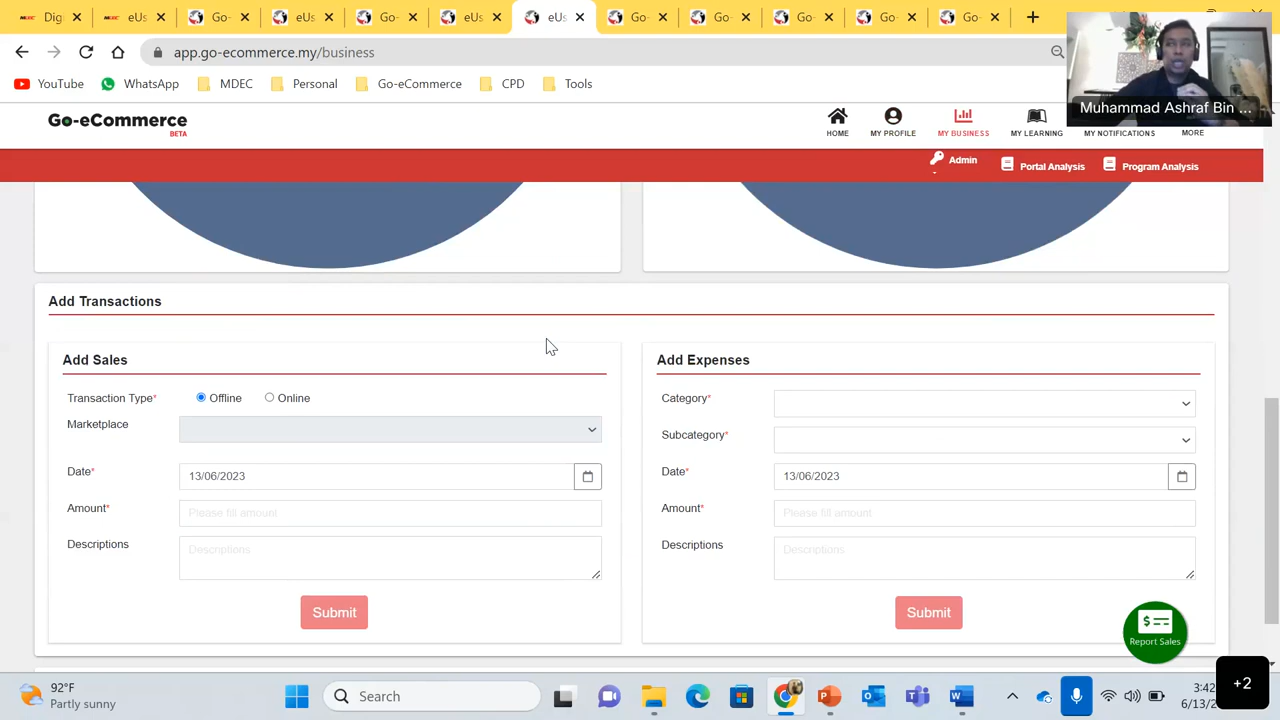 Dig
eUs
Go-
eUs
Go-
eUs
eUs
Go-
Go-
Go-
Go-
Go-
app.go-ecommerce.my/business
YouTube
WhatsApp
MDEC
Personal
Go-eCommerce
CPD
Tools
Muhammad Ashraf Bin ...
Go-eCommerce
BETA
HOME
MY PROFILE
MY BUSINESS
MY LEARNING
MY NOTIFICATIONS
MORE
Admin
Portal Analysis
Program Analysis
Add Transactions
Add Sales
Transaction Type*
Offline
Online
Marketplace
Date*
13/06/2023
Amount*
Please fill amount
Descriptions
Descriptions
Submit
Add Expenses
Category*
Subcategory*
Date*
13/06/2023
Amount*
Please fill amount
Descriptions
Descriptions
Submit
Report Sales
92°F
Partly sunny
Search
3:42
6/13/2
+2